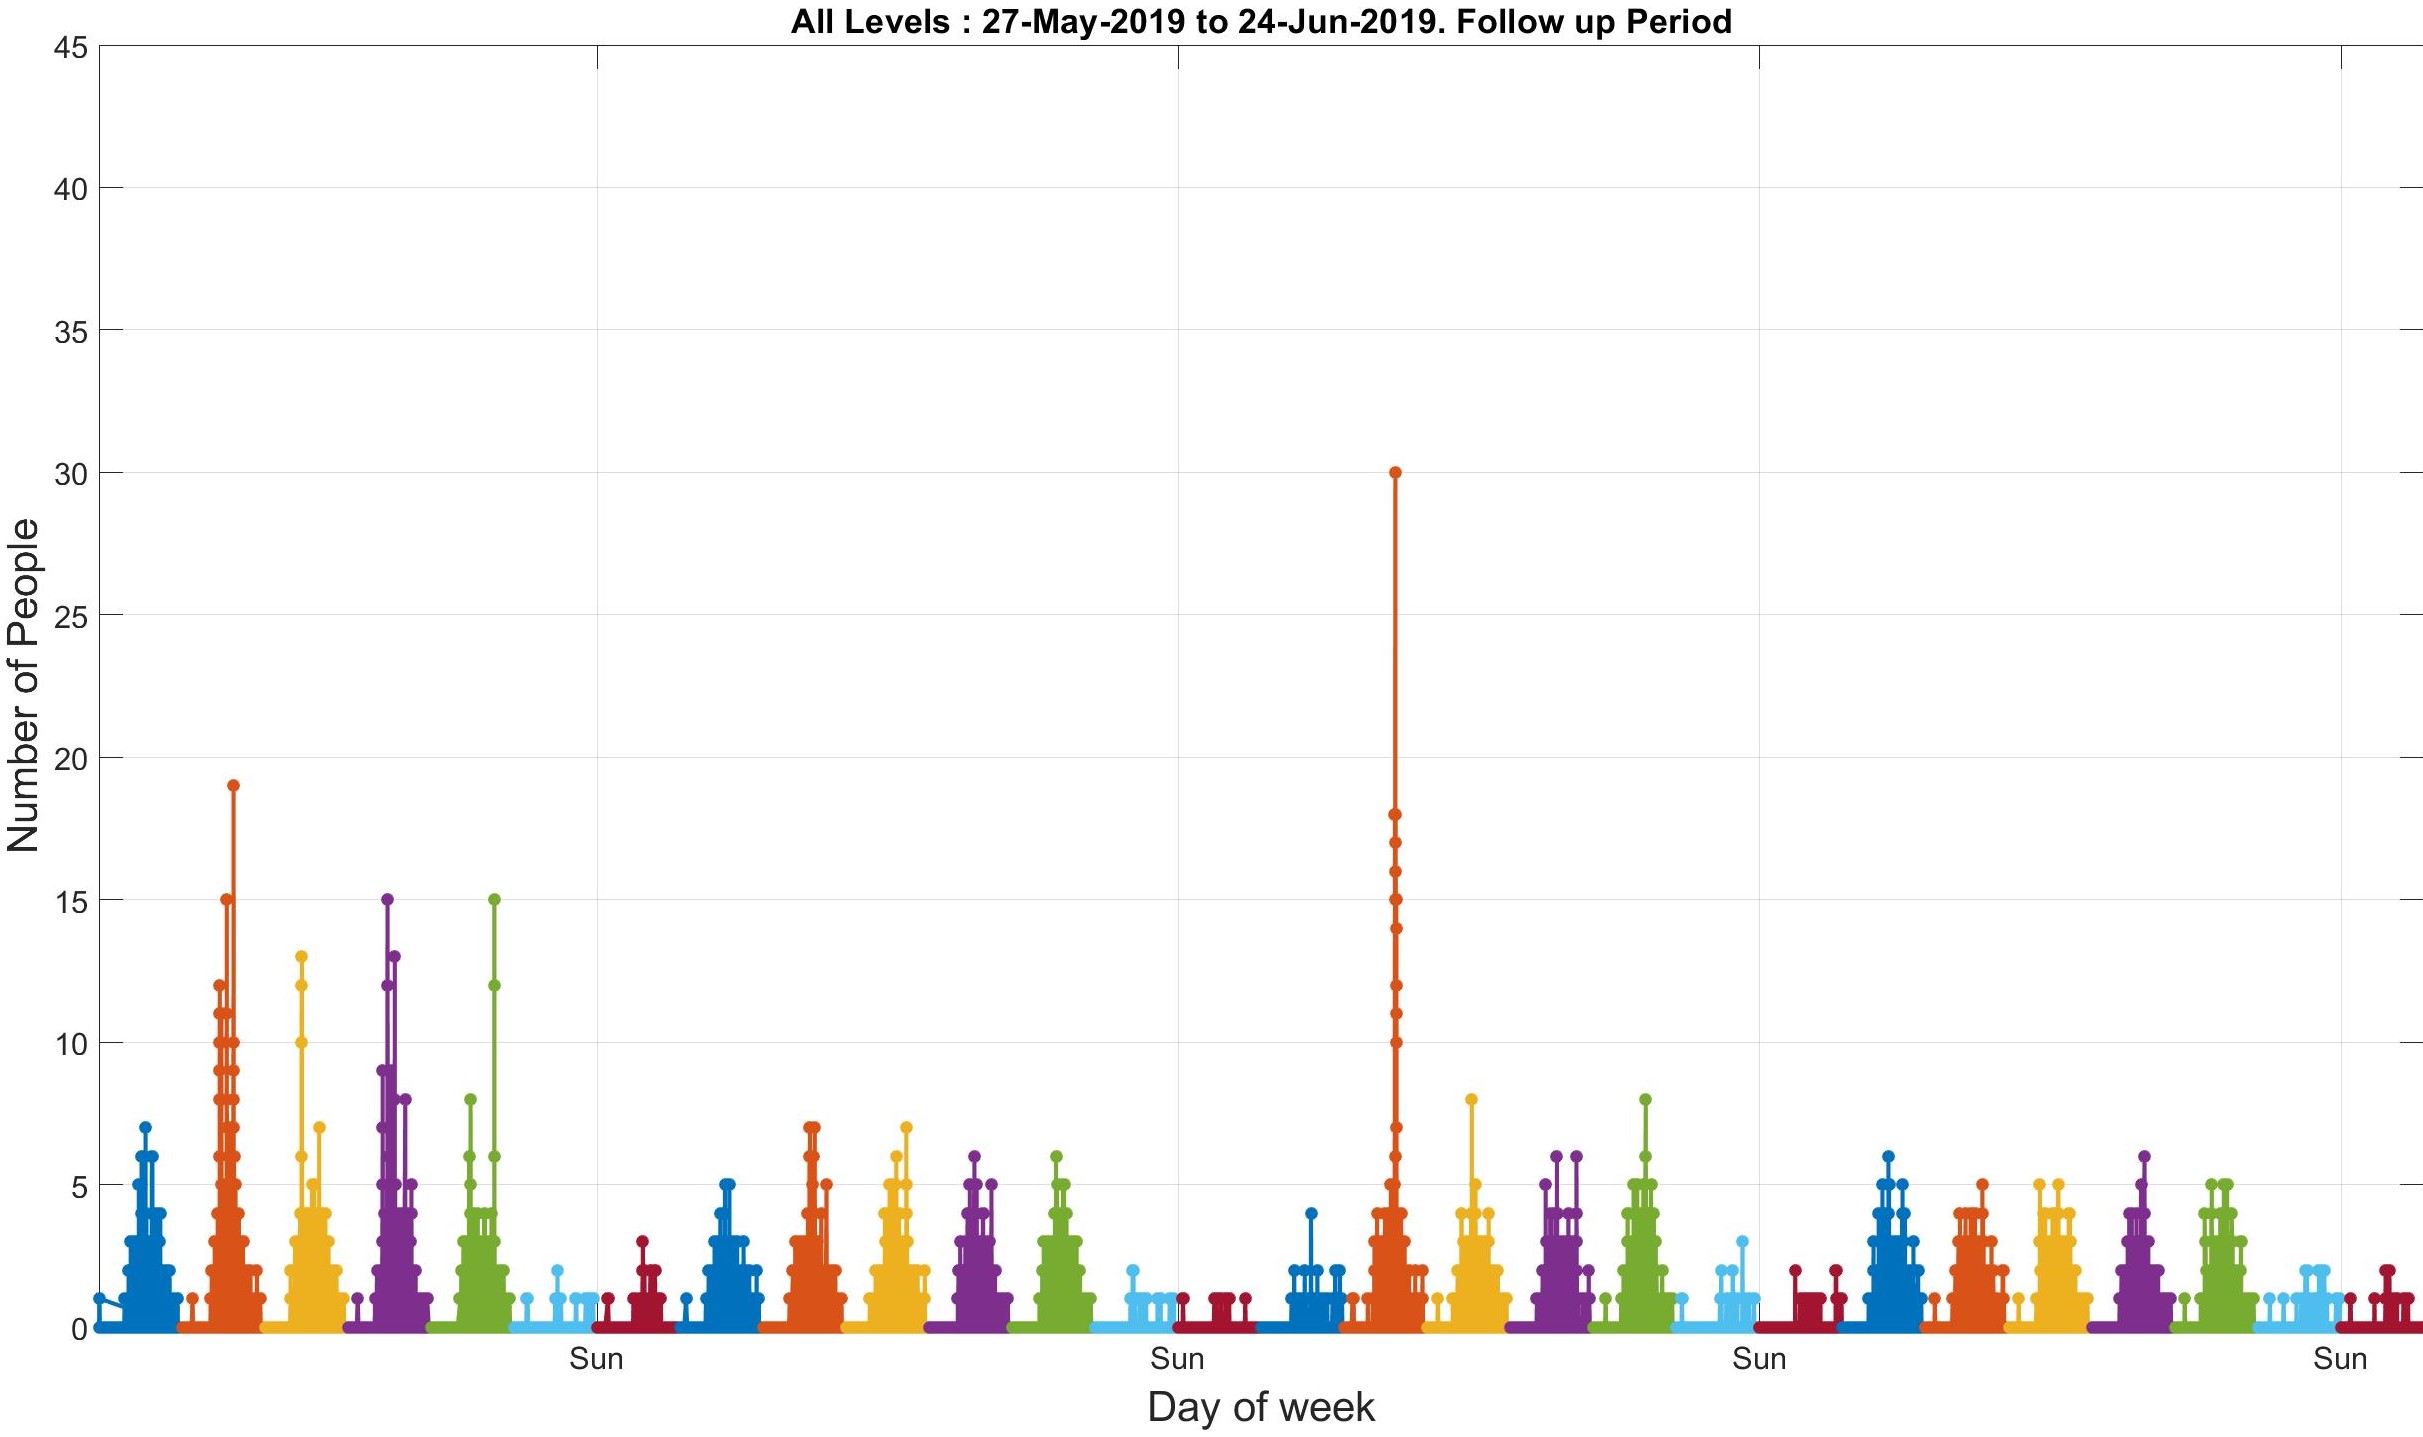 All Levels : 27-May-2019 to 24-Jun-2019. Follow up Period
45
40
35
30
25
20
15
10
5
0
Number of People
Sun Sun Sun Sun
Day of week